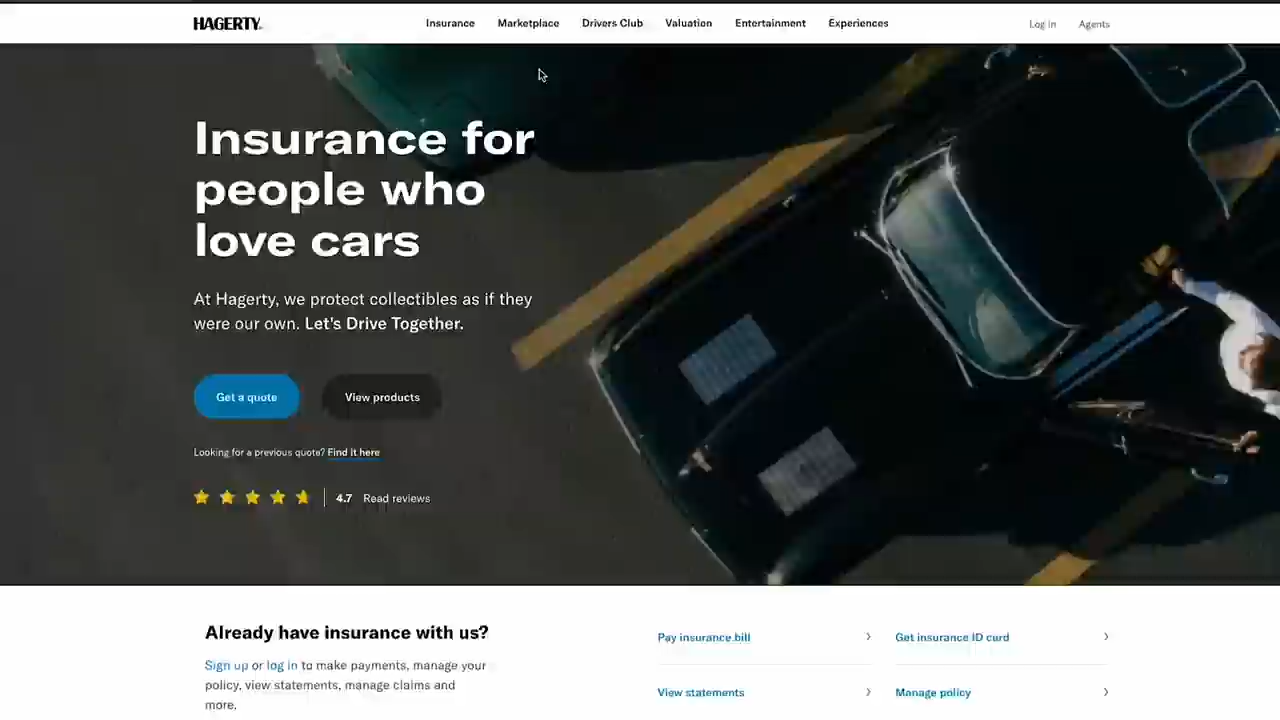 HAGERTY
Insurance Marketplace Drivers Club Valuation Entertainment Experiences
Log in Agents
Insurance for
people who
love cars
At Hagerty, we protect collectibles as if they
were our own. Let's Drive Together.
Get a quote View products
Looking for a previous quote? Find it here
4.7 Read reviews
Already have insurance with us?
Sign up or log in to make payments, manage your
policy, view statements, manage claims and
more.
Pay insurance bill
Get insurance ID card
View statements
Manage policy